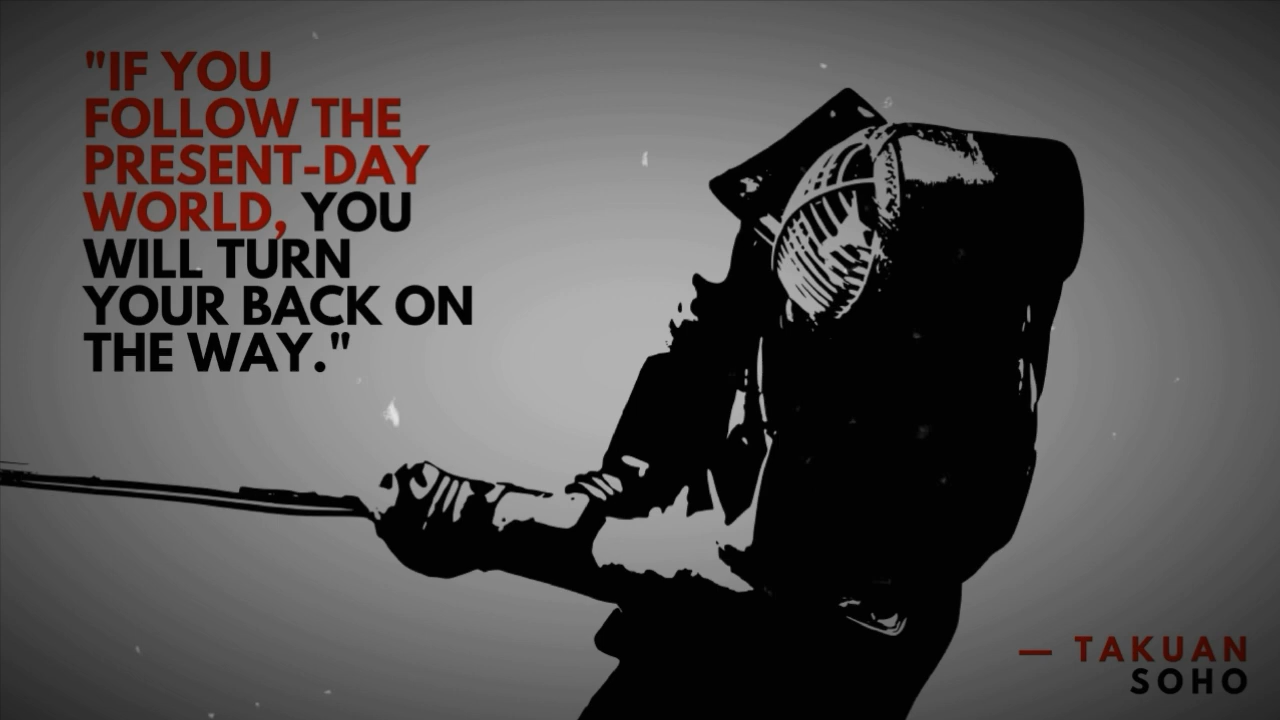 "IF YOU
FOLLOW THE
PRESENT-DAY
WORLD, YOU
WILL TURN
YOUR BACK ON
THE WAY."
— TAKUAN
SOHO